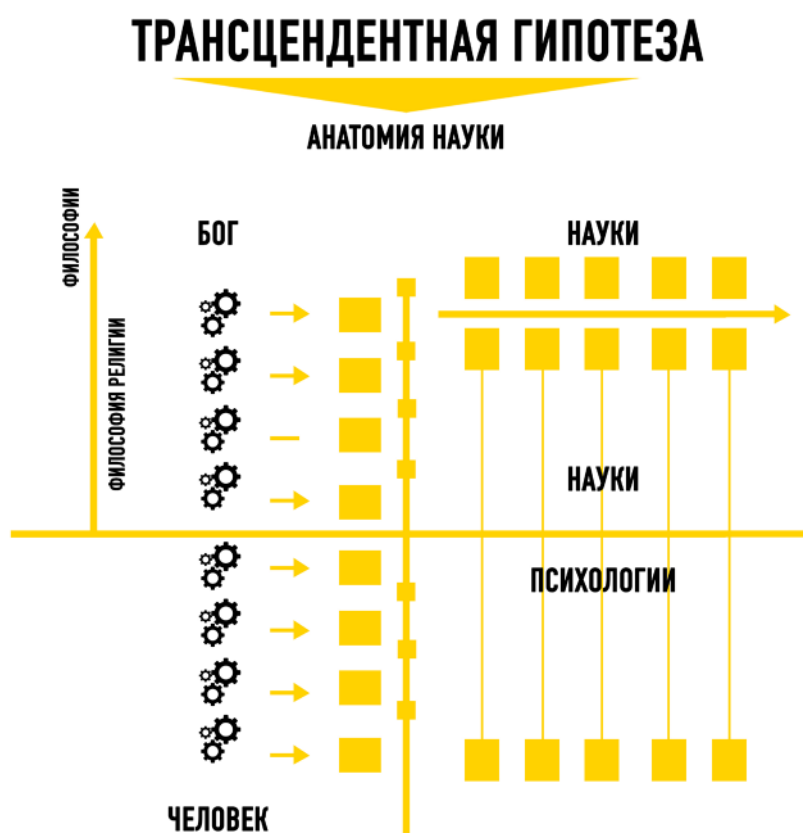 ТРАНСЦЕНДЕНТНАЯ ГИПОТЕЗА
АНАТОМИЯ НАУКИ
ФИЛОСОФИИ
ФИЛОСОФИЯ РЕЛИГИИ
БОГ
НАУКИ
НАУКИ
ПСИХОЛОГИИ
ЧЕЛОВЕК